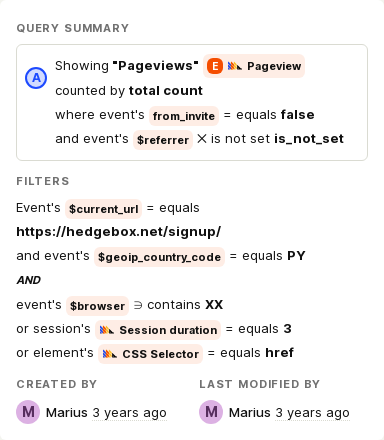 QUERY SUMMARY
A Showing "Pageviews" E Pageview
counted by total count
where event's from_invite = equals false
and event's $referrer ✕ is not set is_not_set
FILTERS
Event's $current_url = equals
https://hedgebox.net/signup/
and event's $geoip_country_code = equals PY
AND
event's $browser ∋ contains XX
or session's Session duration = equals 3
or element's CSS Selector = equals href
CREATED BY LAST MODIFIED BY
M Marius 3 years ago M Marius 3 years ago